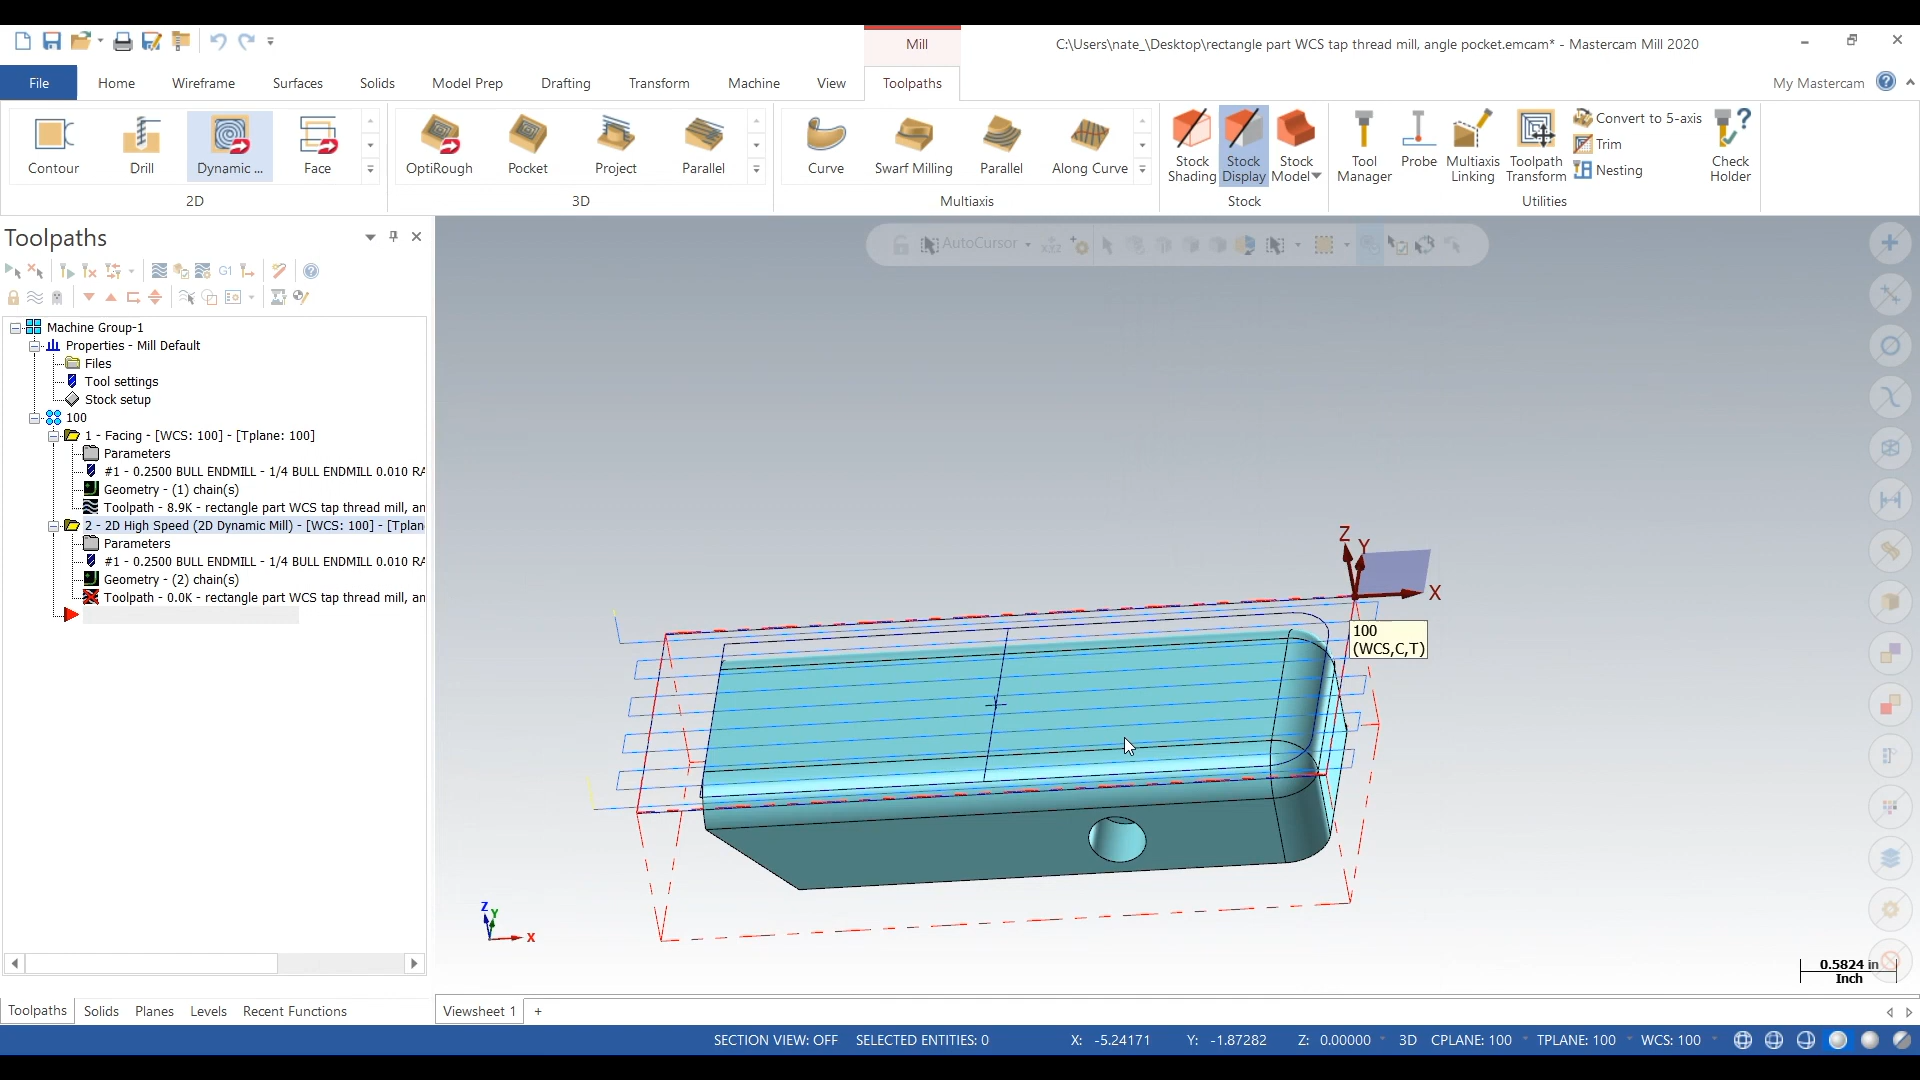 Mill
C:\Users\nate_\Desktop\rectangle part WCS tap thread mill, angle pocket.emcam* - Mastercam Mill 2020
File Home Wireframe Surfaces Solids Model Prep Drafting Transform Machine View Toolpaths
My Mastercam
Contour Drill Dynamic ... Face
2D
OptiRough Pocket Project Parallel
3D
Curve Swarf Milling Parallel Along Curve
Multiaxis
Stock Shading
Stock Display
Stock Model
Stock
Tool Manager
Probe
Multiaxis Linking
Toolpath Transform
Convert to 5-axis
Trim
Nesting
Check Holder
Utilities
Toolpaths
AutoCursor
G1
Machine Group-1
Properties - Mill Default
Files
Tool settings
Stock setup
100
1 - Facing - [WCS: 100] - [Tplane: 100]
Parameters
#1 - 0.2500 BULL ENDMILL - 1/4 BULL ENDMILL 0.010 RA
Geometry - (1) chain(s)
Toolpath - 8.9K - rectangle part WCS tap thread mill, an
2 - 2D High Speed (2D Dynamic Mill) - [WCS: 100] - [Tplan
Parameters
#1 - 0.2500 BULL ENDMILL - 1/4 BULL ENDMILL 0.010 RA
Geometry - (2) chain(s)
Toolpath - 0.0K - rectangle part WCS tap thread mill, an
Z
Y
X
100
(WCS,C,T)
Z
Y
X
0.5824 in
Inch
Toolpaths Solids Planes Levels Recent Functions
Viewsheet 1 +
SECTION VIEW: OFF SELECTED ENTITIES: 0 X: -5.24171 Y: -1.87282 Z: 0.00000 3D CPLANE: 100 TPLANE: 100 WCS: 100